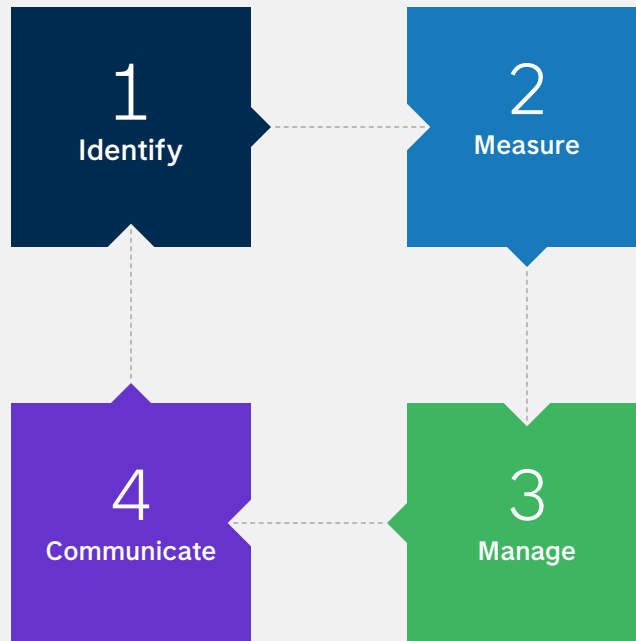 1
Identify
2
Measure
3
Manage
4
Communicate